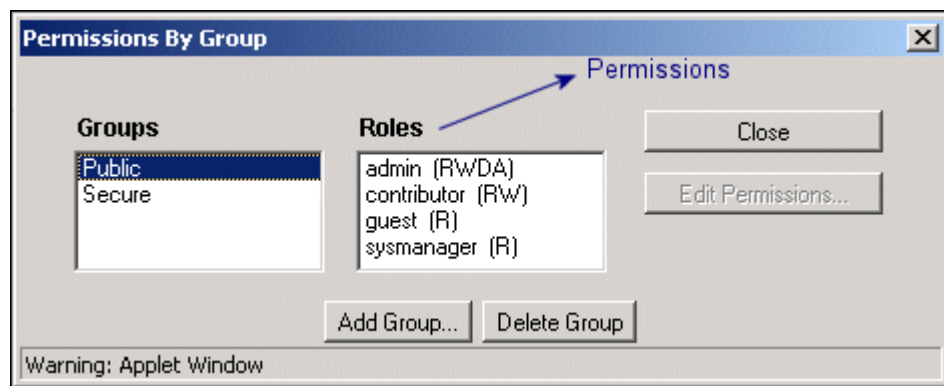 Permissions By Group
Permissions
Groups
Roles
Close
Public
Secure
admin (RWDA)
contributor (RW)
guest (R)
sysmanager (R)
Edit Permissions...
Add Group...
Delete Group
Warning: Applet Window